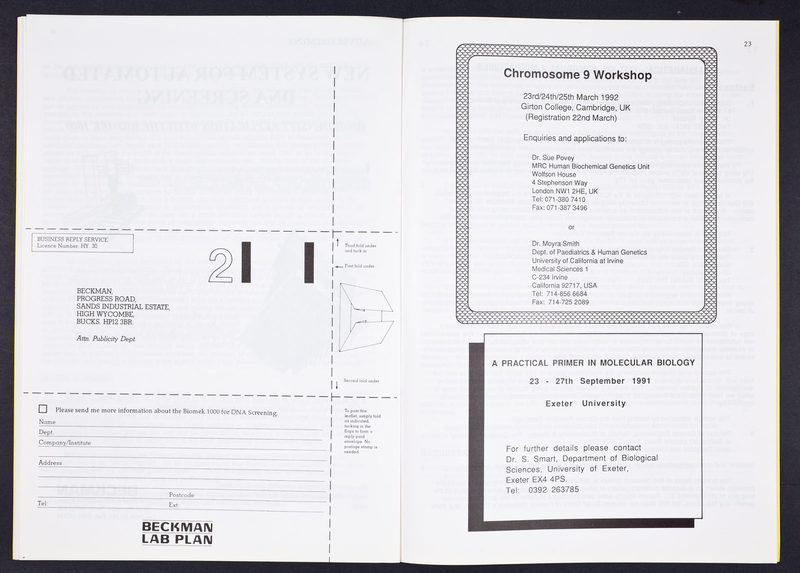 BUSINESS REPLY SERVICE
Licence Number: HY 30
2
BECKMAN,
PROGRESS ROAD,
SANDS INDUSTRIAL ESTATE,
HIGH WYCOMBE,
BUCKS. HP12 3BR.
Attn. Publicity Dept.
Third fold under
and tuck in
First fold under
Second fold under
Please send me more information about the Biomek 1000 for DNA Screening.
Name
Dept.
Company/Institute
Address
Postcode
Tel: Ext:
To post this
leaflet, simply fold
as indicated,
tucking in the
flaps to form a
reply-paid
envelope. No
postage stamp is
needed.
BECKMAN
LAB PLAN
23
Chromosome 9 Workshop
23rd/24th/25th March 1992
Girton College, Cambridge, UK
(Registration 22nd March)
Enquiries and applications to:
Dr. Sue Povey
MRC Human Biochemical Genetics Unit
Wolfson House
4 Stephenson Way
London NW1 2HE, UK
Tel: 071-380 7410
Fax: 071-387 3496
or
Dr. Moyra Smith
Dept. of Paediatrics & Human Genetics
University of California at Irvine
Medical Sciences 1
C-234 Irvine
California 92717, USA
Tel: 714-856 6684
Fax: 714-725 2089
A PRACTICAL PRIMER IN MOLECULAR BIOLOGY
23 - 27th September 1991
Exeter University
For further details please contact
Dr. S. Smart, Department of Biological
Sciences, University of Exeter,
Exeter EX4 4PS.
Tel: 0392 263785